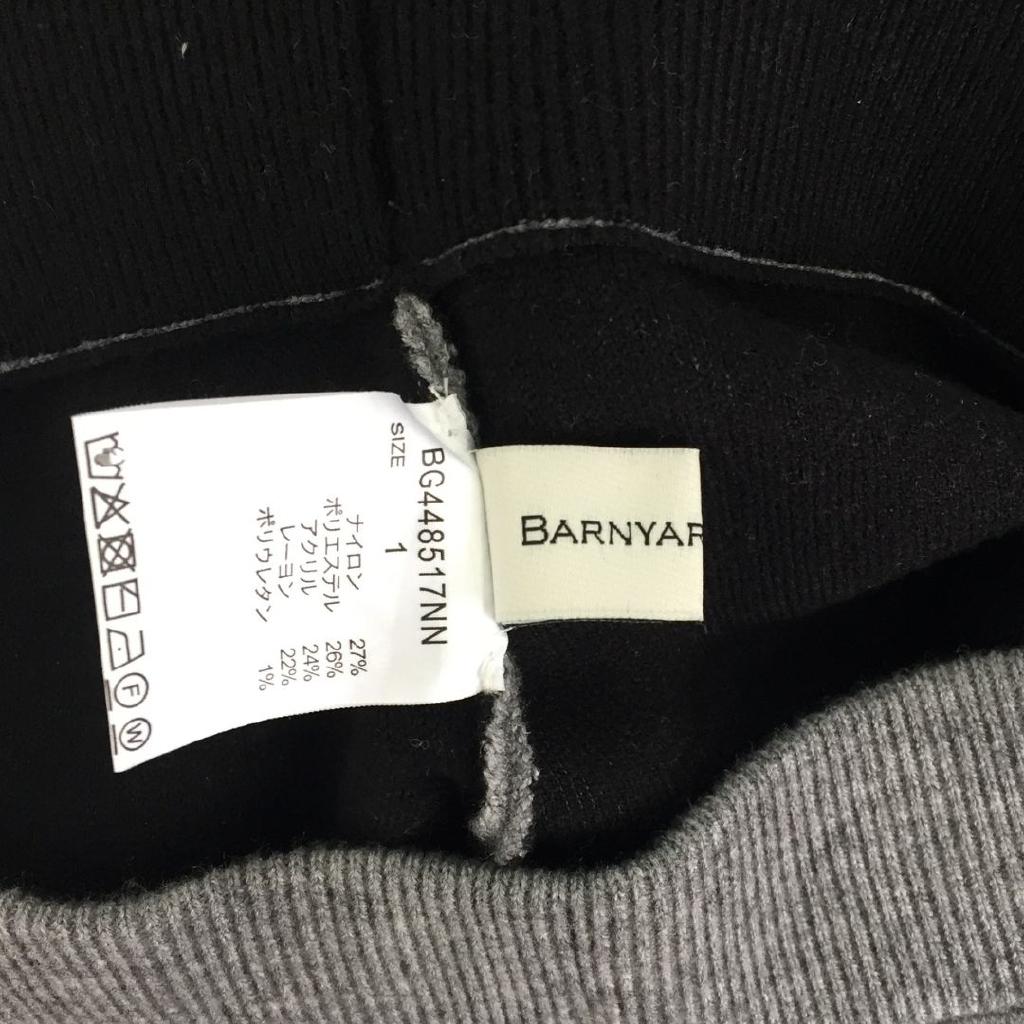 BG448517NN
SIZE 1
ナイロン 27%
ポリエステル 26%
アクリル 24%
レーヨン 22%
ポリウレタン 1%
F
W
BARNYAR